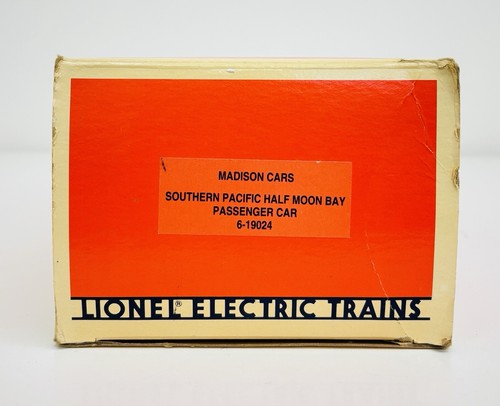 MADISON CARS
SOUTHERN PACIFIC HALF MOON BAY
PASSENGER CAR
6-19024
LIONEL® ELECTRIC TRAINS